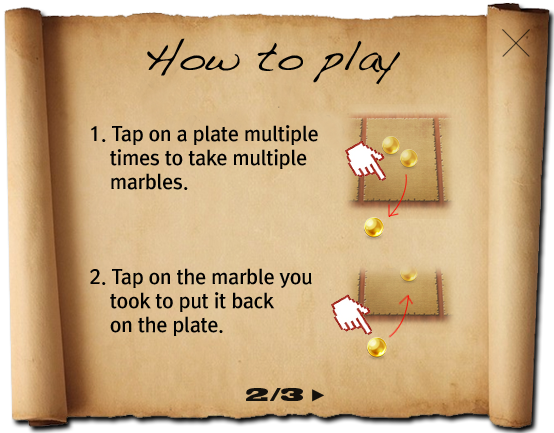 How to play
1. Tap on a plate multiple
times to take multiple
marbles.
2. Tap on the marble you
took to put it back
on the plate.
2/3